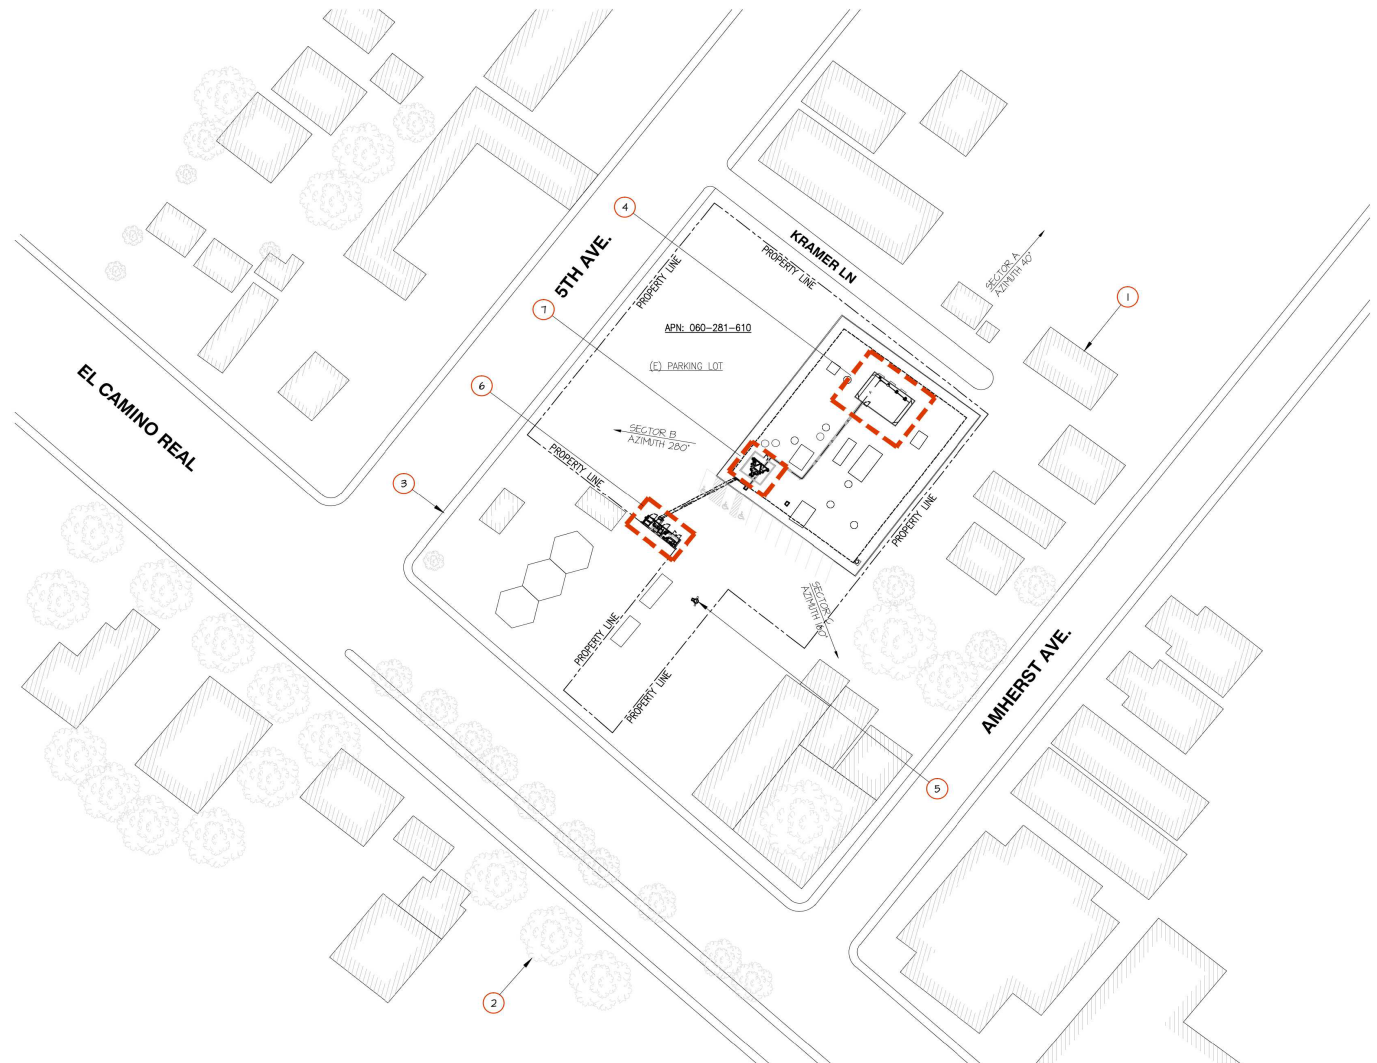 4
5TH AVE.
KRAMER LN
PROPERTY LINE
PROPERTY LINE
SECTOR A
AZIMUTH 40°
1
7
APN: 060-281-610
(E) PARKING LOT
EL CAMINO REAL
6
SECTOR B
AZIMUTH 280°
PROPERTY LINE
3
PROPERTY LINE
SECTOR C
AZIMUTH 160°
PROPERTY LINE
PROPERTY LINE
AMHERST AVE.
5
2